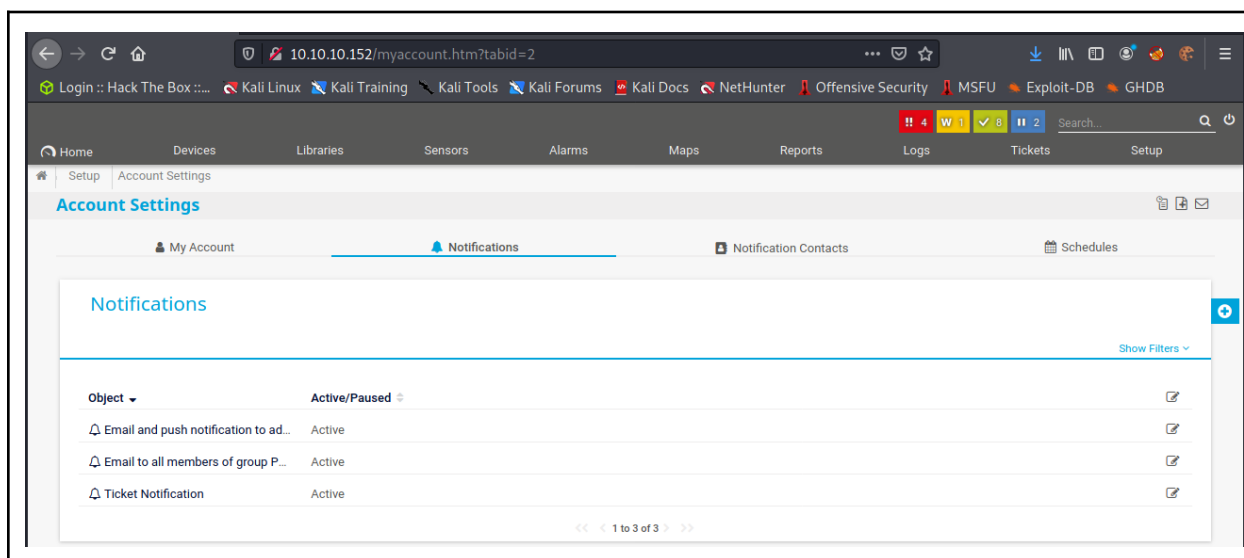 10.10.10.152/myaccount.htm?tabid=2
Login :: Hack The Box ::... Kali Linux Kali Training Kali Tools Kali Forums Kali Docs NetHunter Offensive Security MSFU Exploit-DB GHDB
!! 4 W 1 8 II 2 Search...
Home Devices Libraries Sensors Alarms Maps Reports Logs Tickets Setup
Setup Account Settings
Account Settings
My Account Notifications Notification Contacts Schedules
Notifications
Show Filters
Object Active/Paused
Email and push notification to ad... Active
Email to all members of group P... Active
Ticket Notification Active
<< < 1 to 3 of 3 > >>